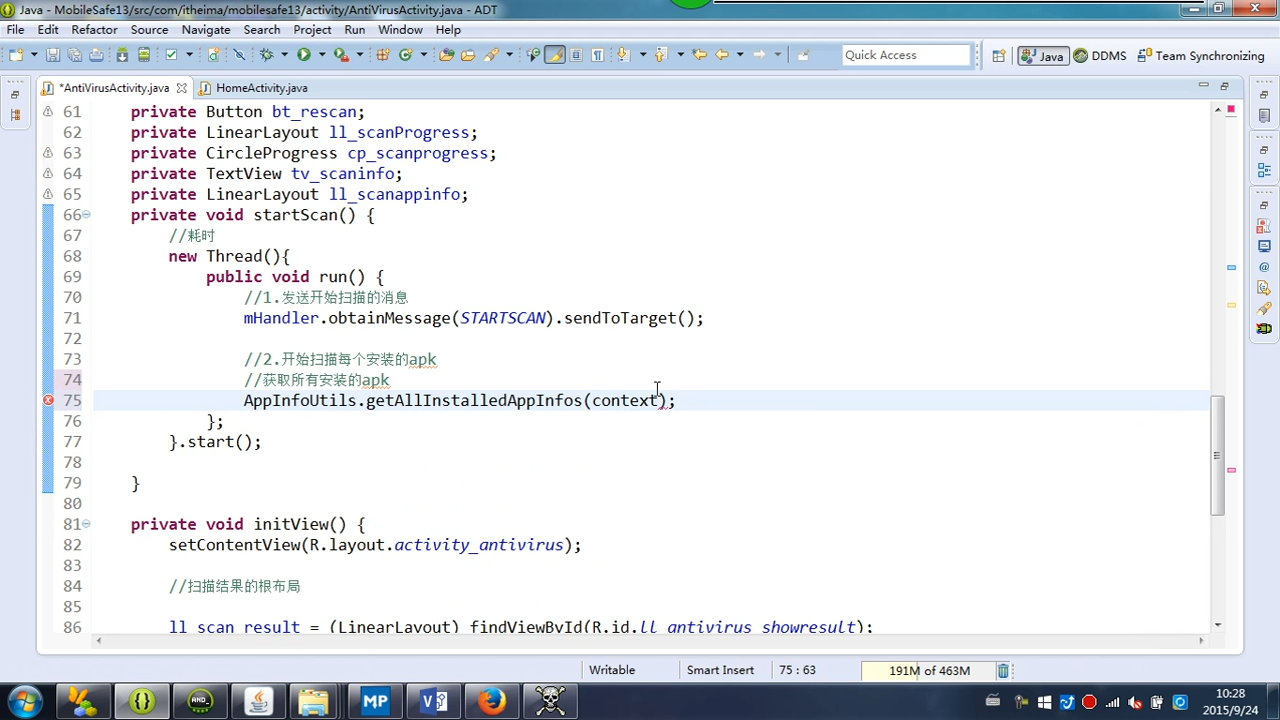 Java - MobileSafe13/src/com/itheima/mobilesafe13/activity/AntiVirusActivity.java - ADT
File Edit Refactor Source Navigate Search Project Run Window Help
Quick Access Java DDMS Team Synchronizing
*AntiVirusActivity.java HomeActivity.java
61 private Button bt_rescan;
62 private LinearLayout ll_scanProgress;
63 private CircleProgress cp_scanprogress;
64 private TextView tv_scaninfo;
65 private LinearLayout ll_scanappinfo;
66 private void startScan() {
67 //耗时
68 new Thread(){
69 public void run() {
70 //1.发送开始扫描的消息
71 mHandler.obtainMessage(STARTSCAN).sendToTarget();
72
73 //2.开始扫描每个安装的apk
74 //获取所有安装的apk
75 AppInfoUtils.getAllInstalledAppInfos(context);
76 };
77 }.start();
78
79 }
80
81 private void initView() {
82 setContentView(R.layout.activity_antivirus);
83
84 //扫描结果的根布局
85
86 ll_scan_result = (LinearLayout) findViewById(R.id.ll_antivirus_showresult);
Writable Smart Insert 75 : 63 191M of 463M
AND MP
10:28
2015/9/24